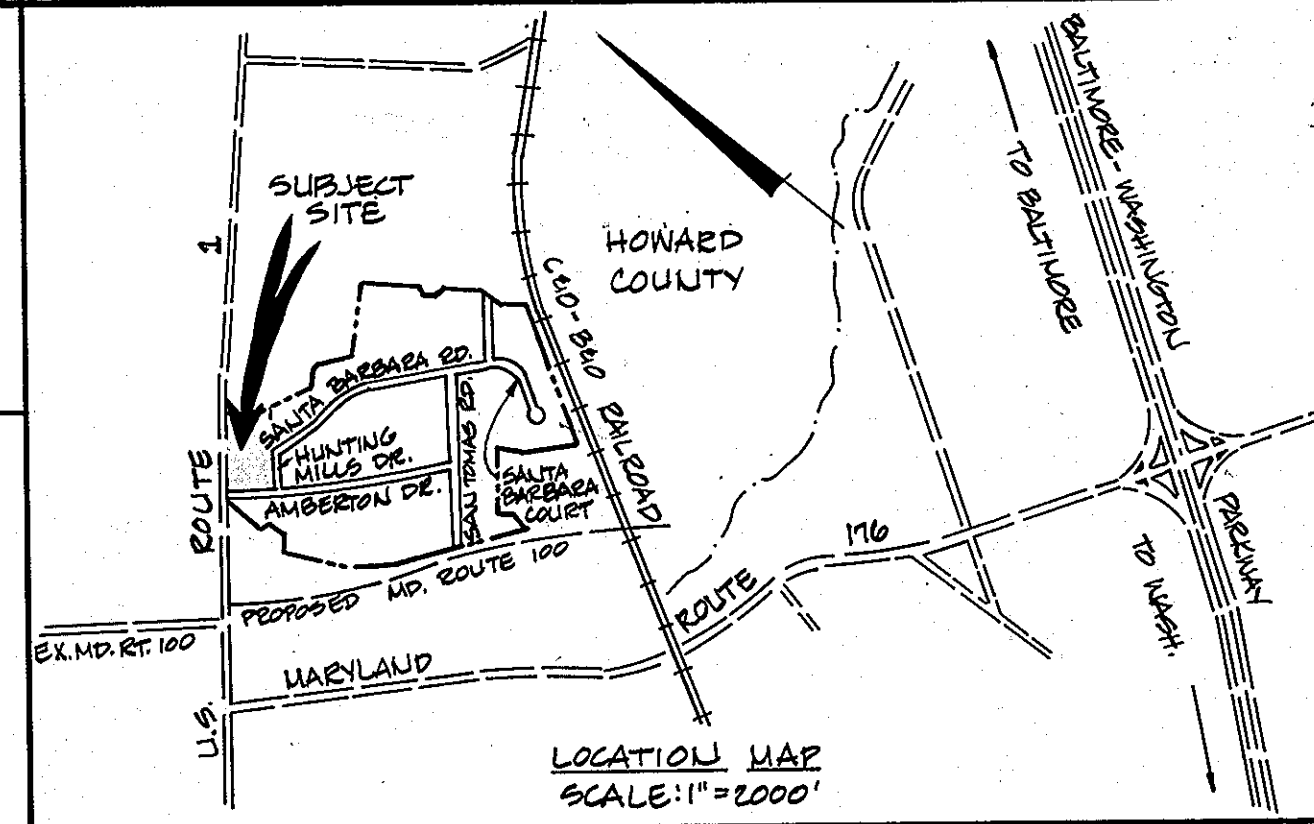 SUBJECT
SITE
U.S. ROUTE 1
HOWARD
COUNTY
C&O-B&O RAILROAD
BALTIMORE-WASHINGTON PARKWAY
TO BALTIMORE
TO WASH.
SANTA BARBARA RD.
HUNTING
MILLS DR.
AMBERTON DR.
SAN TOMAS RD.
SANTA
BARBARA
COURT
PROPOSED MD. ROUTE 100
EX. MD. RT. 100
MARYLAND ROUTE 176
LOCATION MAP
SCALE: 1" = 2000'